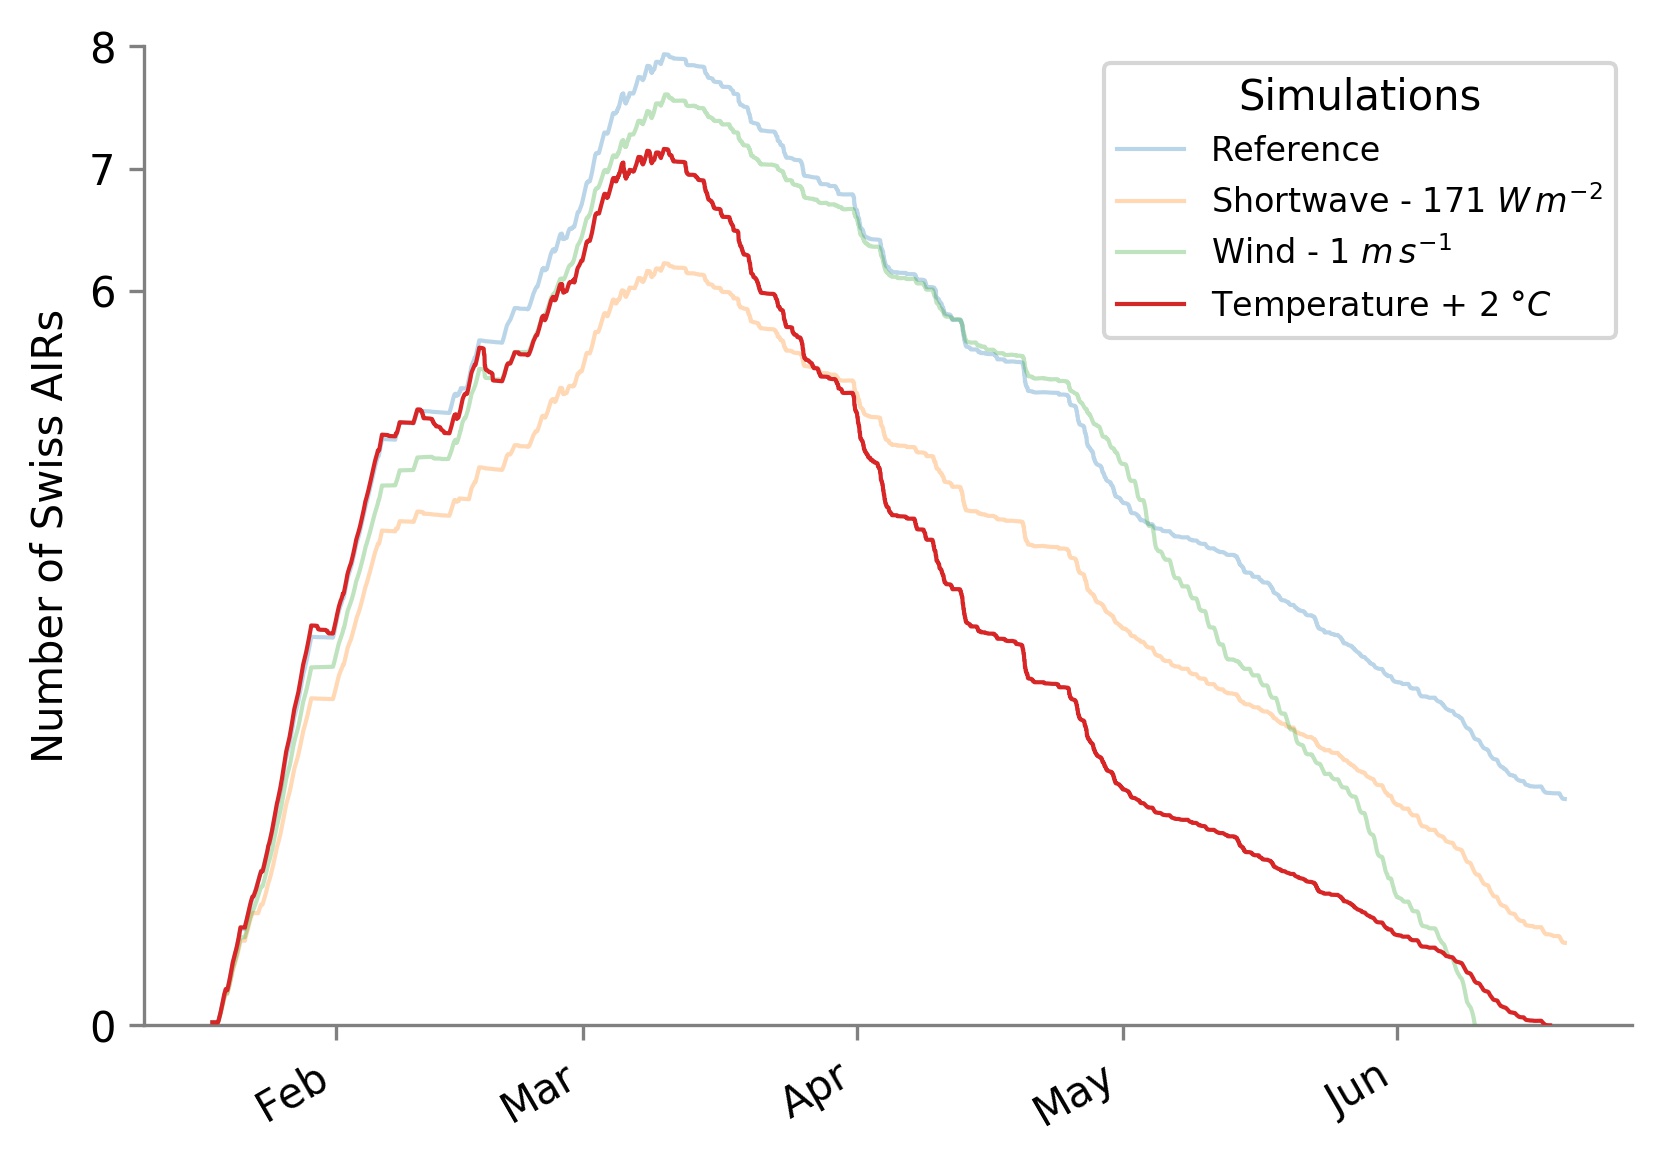 8
7
6
0
Number of Swiss AIRs
Simulations
Reference
Shortwave - 171 W m⁻²
Wind - 1 m s⁻¹
Temperature + 2 °C
Feb
Mar
Apr
May
Jun